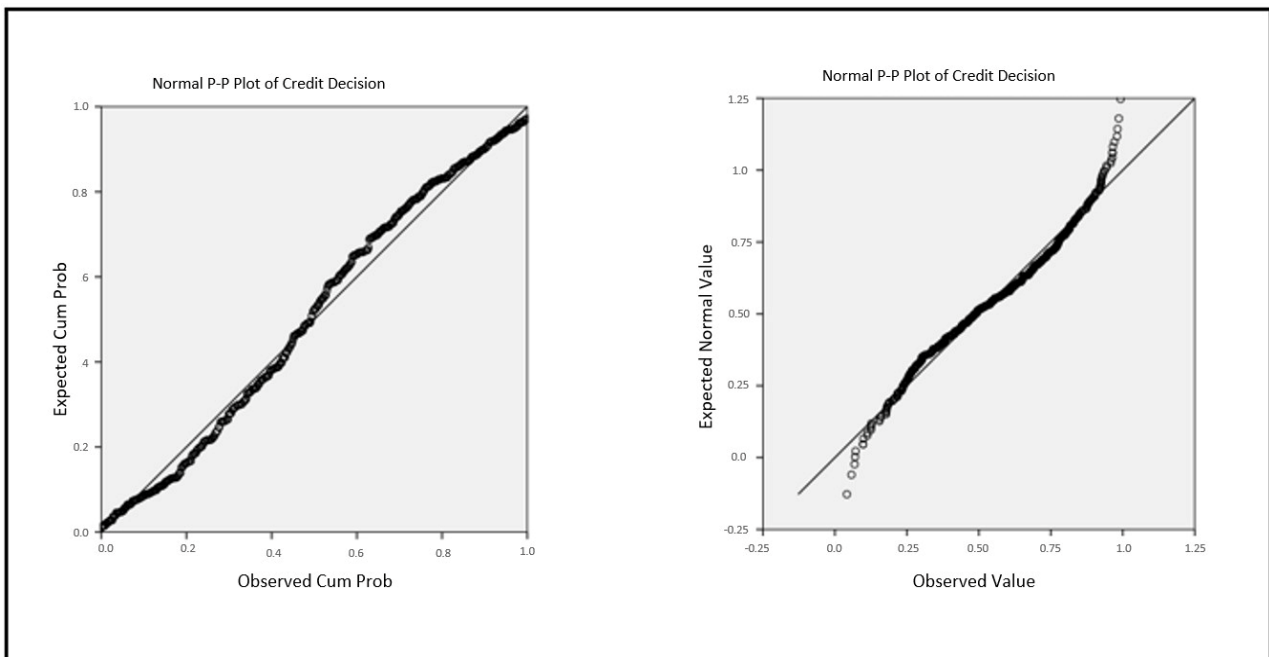 Normal P-P Plot of Credit Decision
1.0
0.8
6
4
0.2
0.0
Expected Cum Prob
0.0 0.2 0.4 0.6 0.8 1.0
Observed Cum Prob
Normal P-P Plot of Credit Decision
1.25
1.0
0.75
0.50
0.25
0.0
-0.25
Expected Normal Value
-0.25 0.0 0.25 0.50 0.75 1.0 1.25
Observed Value